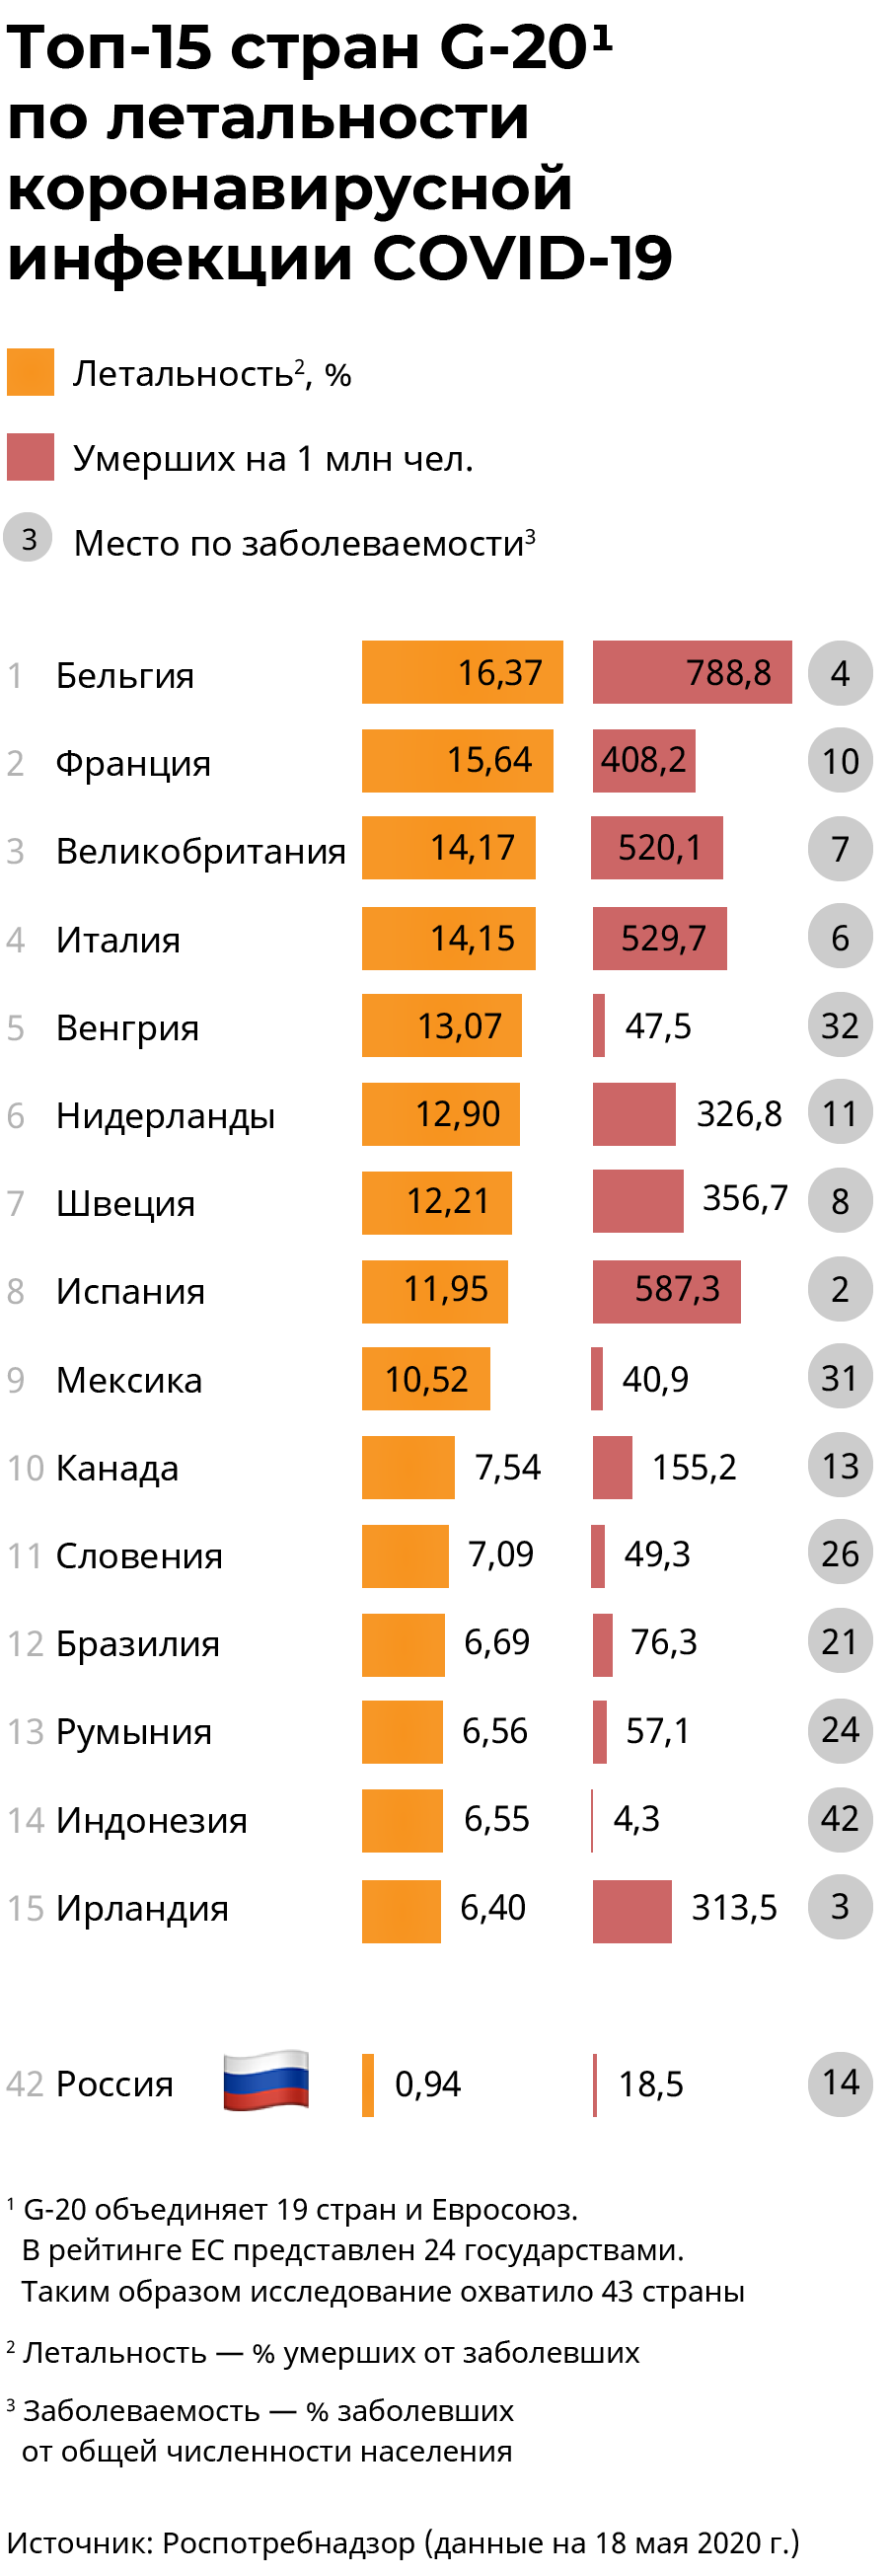 Топ-15 стран G-20¹
по летальности
коронавирусной
инфекции COVID-19
Летальность², %
Умерших на 1 млн чел.
3 Место по заболеваемости³
1 Бельгия 16,37 788,8 4
2 Франция 15,64 408,2 10
3 Великобритания 14,17 520,1 7
4 Италия 14,15 529,7 6
5 Венгрия 13,07 47,5 32
6 Нидерланды 12,90 326,8 11
7 Швеция 12,21 356,7 8
8 Испания 11,95 587,3 2
9 Мексика 10,52 40,9 31
10 Канада 7,54 155,2 13
11 Словения 7,09 49,3 26
12 Бразилия 6,69 76,3 21
13 Румыния 6,56 57,1 24
14 Индонезия 6,55 4,3 42
15 Ирландия 6,40 313,5 3
42 Россия 0,94 18,5 14
¹ G-20 объединяет 19 стран и Евросоюз.
В рейтинге ЕС представлен 24 государствами.
Таким образом исследование охватило 43 страны
² Летальность — % умерших от заболевших
³ Заболеваемость — % заболевших
от общей численности населения
Источник: Роспотребнадзор (данные на 18 мая 2020 г.)